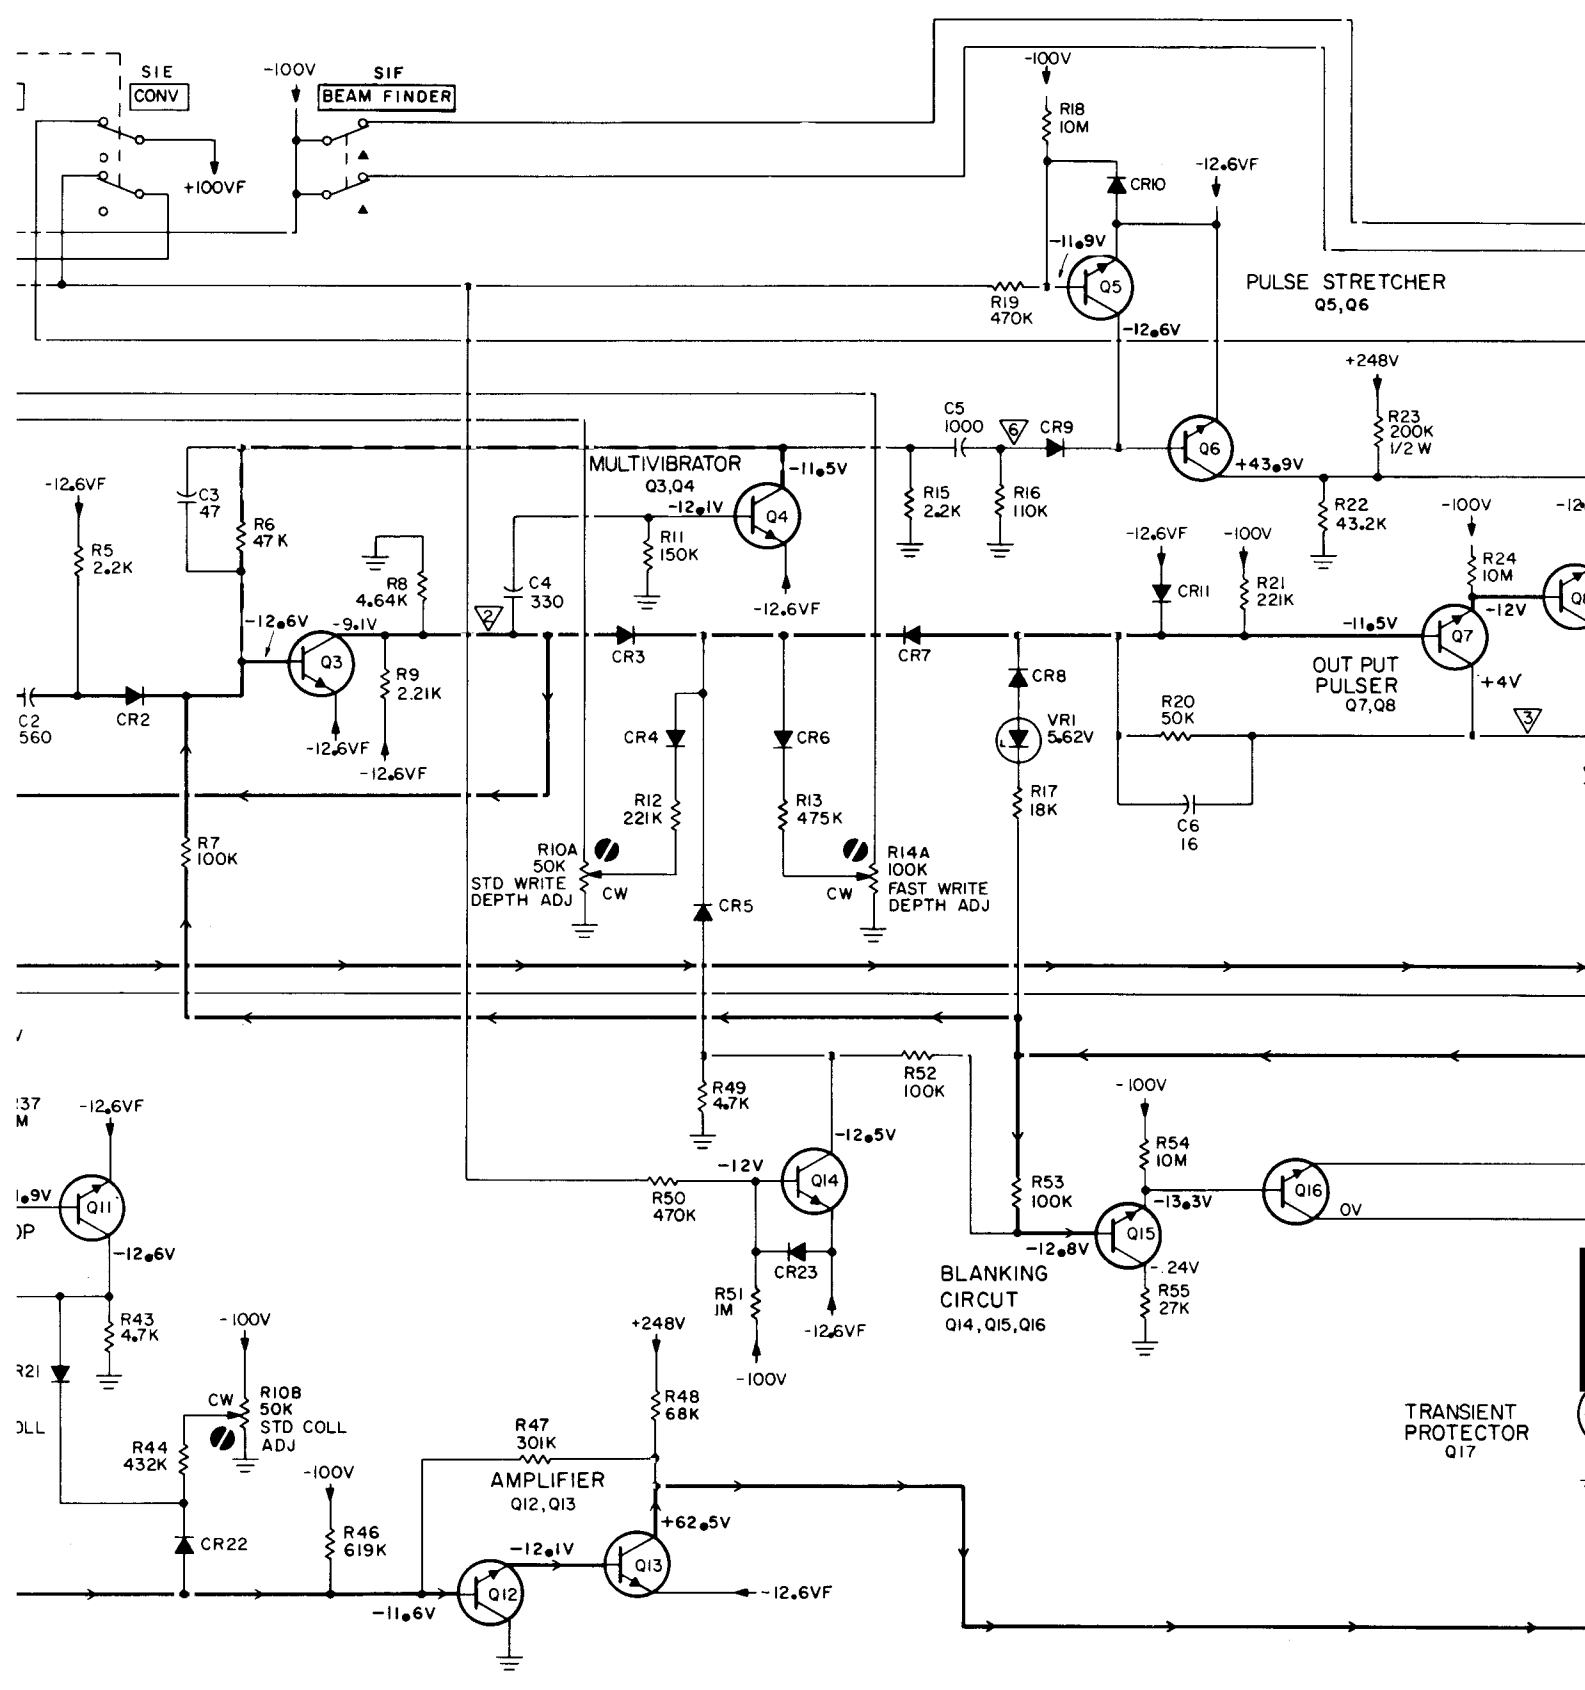 S1E
CONV
-100V
S1F
BEAM FINDER
+100VF
-100V
R18
10M
CR10
-12.6VF
-11.9V
Q5
R19
470K
-12.6V
PULSE STRETCHER
Q5,Q6
+248V
R23
200K
1/2 W
C5
1000
6
CR9
Q6
+43.9V
MULTIVIBRATOR
Q3,Q4
-11.5V
-12.1V
Q4
-12.6VF
C3
47
R6
47K
R5
2.2K
R8
4.64K
R11
150K
R15
2.2K
R16
110K
R22
43.2K
-100V
-12.6VF
-100V
R24
10M
CR11
R21
221K
-12V
Q8
C4
330
-12.6VF
-12.6V
-9.1V
2
Q3
CR3
CR7
-11.5V
Q7
OUT PUT
PULSER
Q7,Q8
+4V
R9
2.21K
CR8
C2
560
CR2
-12.6VF
-12.6VF
CR4
CR6
VR1
5.62V
R20
50K
3
R12
221K
R13
475K
R17
18K
C6
16
R7
100K
R10A
50K
STD WRITE
DEPTH ADJ
CW
R14A
100K
FAST WRITE
DEPTH ADJ
CW
CR5
R52
100K
R49
4.7K
-12.6VF
-100V
R54
10M
-12.5V
-12V
Q14
R50
470K
R53
100K
-13.3V
Q16
0V
Q11
-12.6V
-12.8V
Q15
-.24V
R55
27K
CR23
R51
1M
-12.6VF
-100V
BLANKING
CIRCUT
Q14,Q15,Q16
R43
4.7K
-100V
+248V
R10B
50K
STD COLL
ADJ
CW
R44
432K
R48
68K
R47
301K
TRANSIENT
PROTECTOR
Q17
-100V
AMPLIFIER
Q12,Q13
+62.5V
CR22
R46
619K
-12.1V
Q13
Q12
-12.6VF
-11.6V